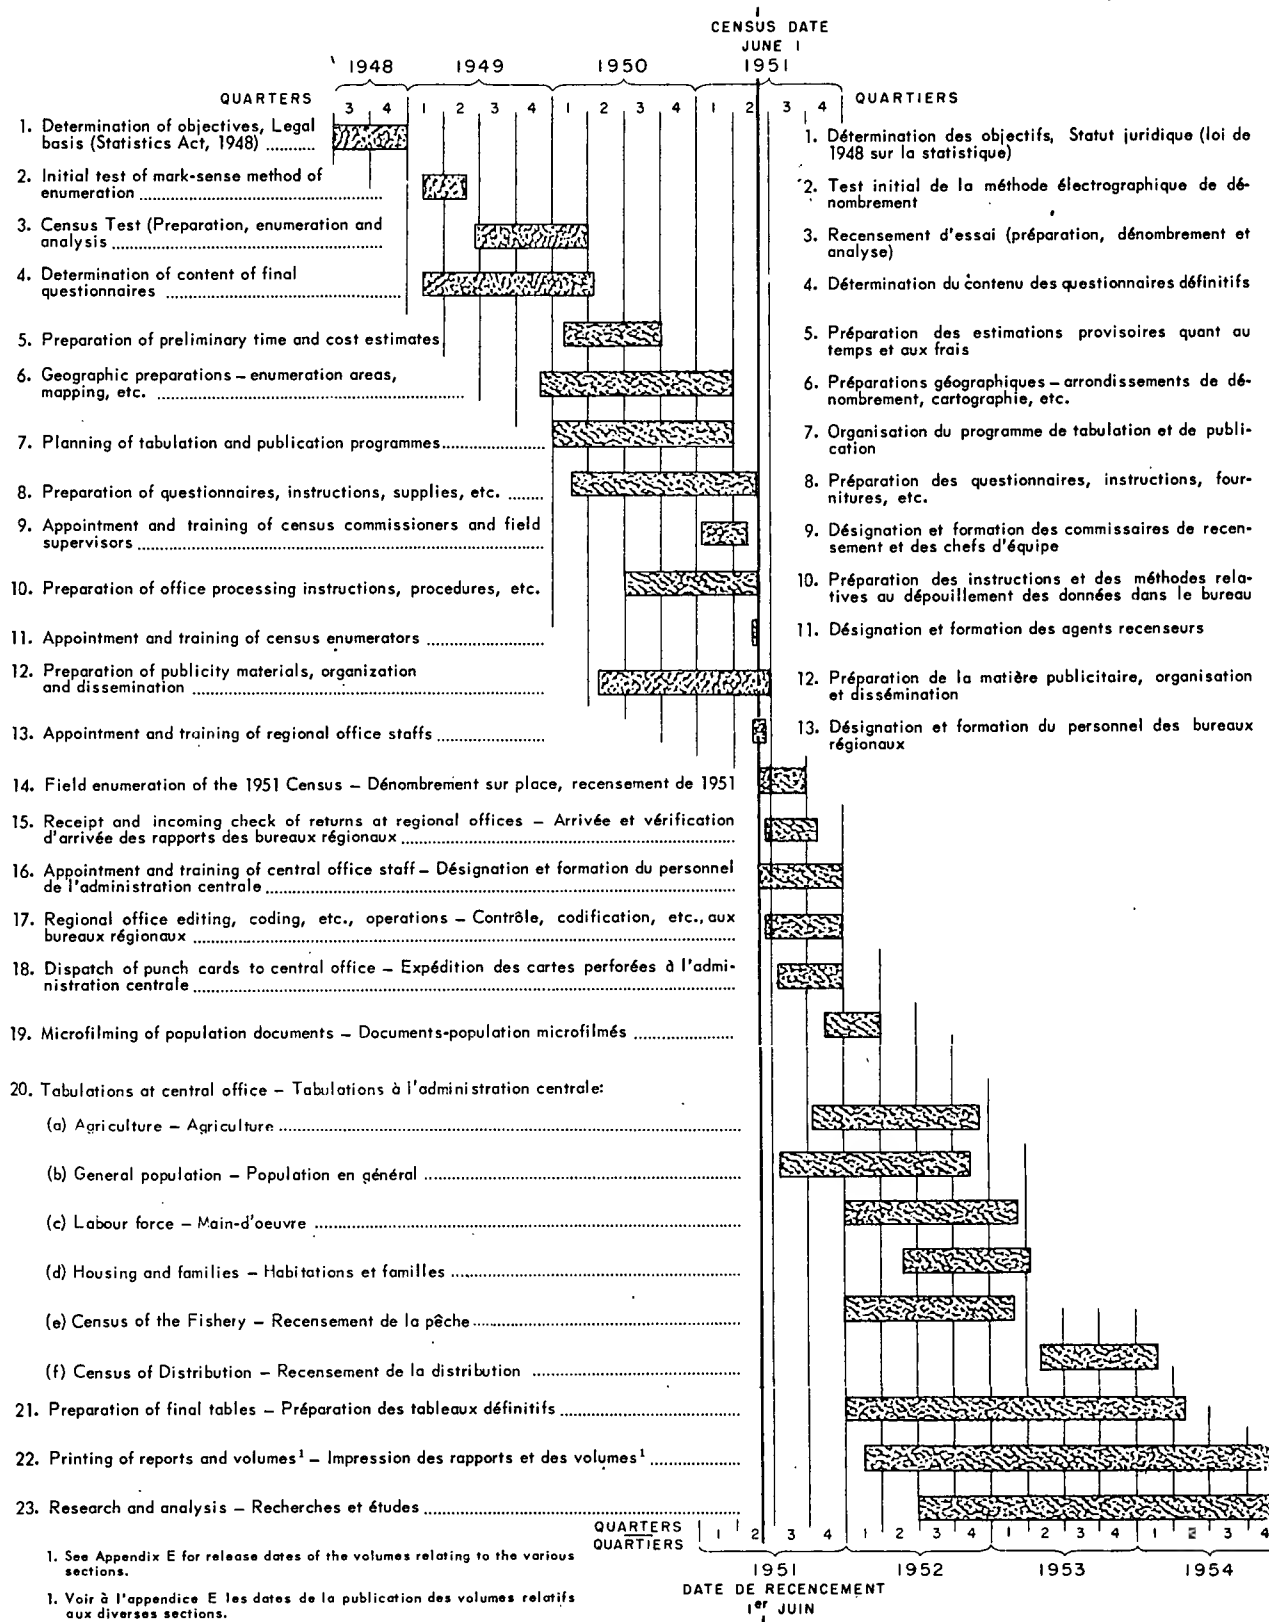 CENSUS DATE
JUNE 1
1948 1949 1950 1951
QUARTERS 3 4 1 2 3 4 1 2 3 4 1 2 3 4 QUARTIERS
1. Determination of objectives, Legal
basis (Statistics Act, 1948)
2. Initial test of mark-sense method of
enumeration
3. Census Test (Preparation, enumeration and
analysis
4. Determination of content of final
questionnaires
5. Preparation of preliminary time and cost estimates
6. Geographic preparations – enumeration areas,
mapping, etc.
7. Planning of tabulation and publication programmes
8. Preparation of questionnaires, instructions, supplies, etc.
9. Appointment and training of census commissioners and field
supervisors
10. Preparation of office processing instructions, procedures, etc.
11. Appointment and training of census enumerators
12. Preparation of publicity materials, organization
and dissemination
13. Appointment and training of regional office staffs
1. Détermination des objectifs, Statut juridique (loi de
1948 sur la statistique)
2. Test initial de la méthode électrographique de dé-
nombrement
3. Recensement d'essai (préparation, dénombrement et
analyse)
4. Détermination du contenu des questionnaires définitifs
5. Préparation des estimations provisoires quant au
temps et aux frais
6. Préparations géographiques – arrondissements de dé-
nombrement, cartographie, etc.
7. Organisation du programme de tabulation et de publi-
cation
8. Préparation des questionnaires, instructions, four-
nitures, etc.
9. Désignation et formation des commissaires de recen-
sement et des chefs d'équipe
10. Préparation des instructions et des méthodes rela-
tives au dépouillement des données dans le bureau
11. Désignation et formation des agents recenseurs
12. Préparation de la matière publicitaire, organisation
et dissémination
13. Désignation et formation du personnel des bureaux
régionaux
14. Field enumeration of the 1951 Census – Dénombrement sur place, recensement de 1951
15. Receipt and incoming check of returns at regional offices – Arrivée et vérification
d'arrivée des rapports des bureaux régionaux
16. Appointment and training of central office staff – Désignation et formation du personnel
de l'administration centrale
17. Regional office editing, coding, etc., operations – Contrôle, codification, etc., aux
bureaux régionaux
18. Dispatch of punch cards to central office – Expédition des cartes perforées à l'admi-
nistration centrale
19. Microfilming of population documents – Documents-population microfilmés
20. Tabulations at central office – Tabulations à l'administration centrale:
(a) Agriculture – Agriculture
(b) General population – Population en général
(c) Labour force – Main-d'oeuvre
(d) Housing and families – Habitations et familles
(e) Census of the Fishery – Recensement de la pêche
(f) Census of Distribution – Recensement de la distribution
21. Preparation of final tables – Préparation des tableaux définitifs
22. Printing of reports and volumes¹ – Impression des rapports et des volumes¹
23. Research and analysis – Recherches et études
QUARTERS
QUARTIERS
1 2 3 4 1 2 3 4 1 2 3 4 1 2 3 4
1951 1952 1953 1954
DATE DE RECENCEMENT
1er JUIN
1. See Appendix E for release dates of the volumes relating to the various
sections.
1. Voir à l'appendice E les dates de la publication des volumes relatifs
aux diverses sections.